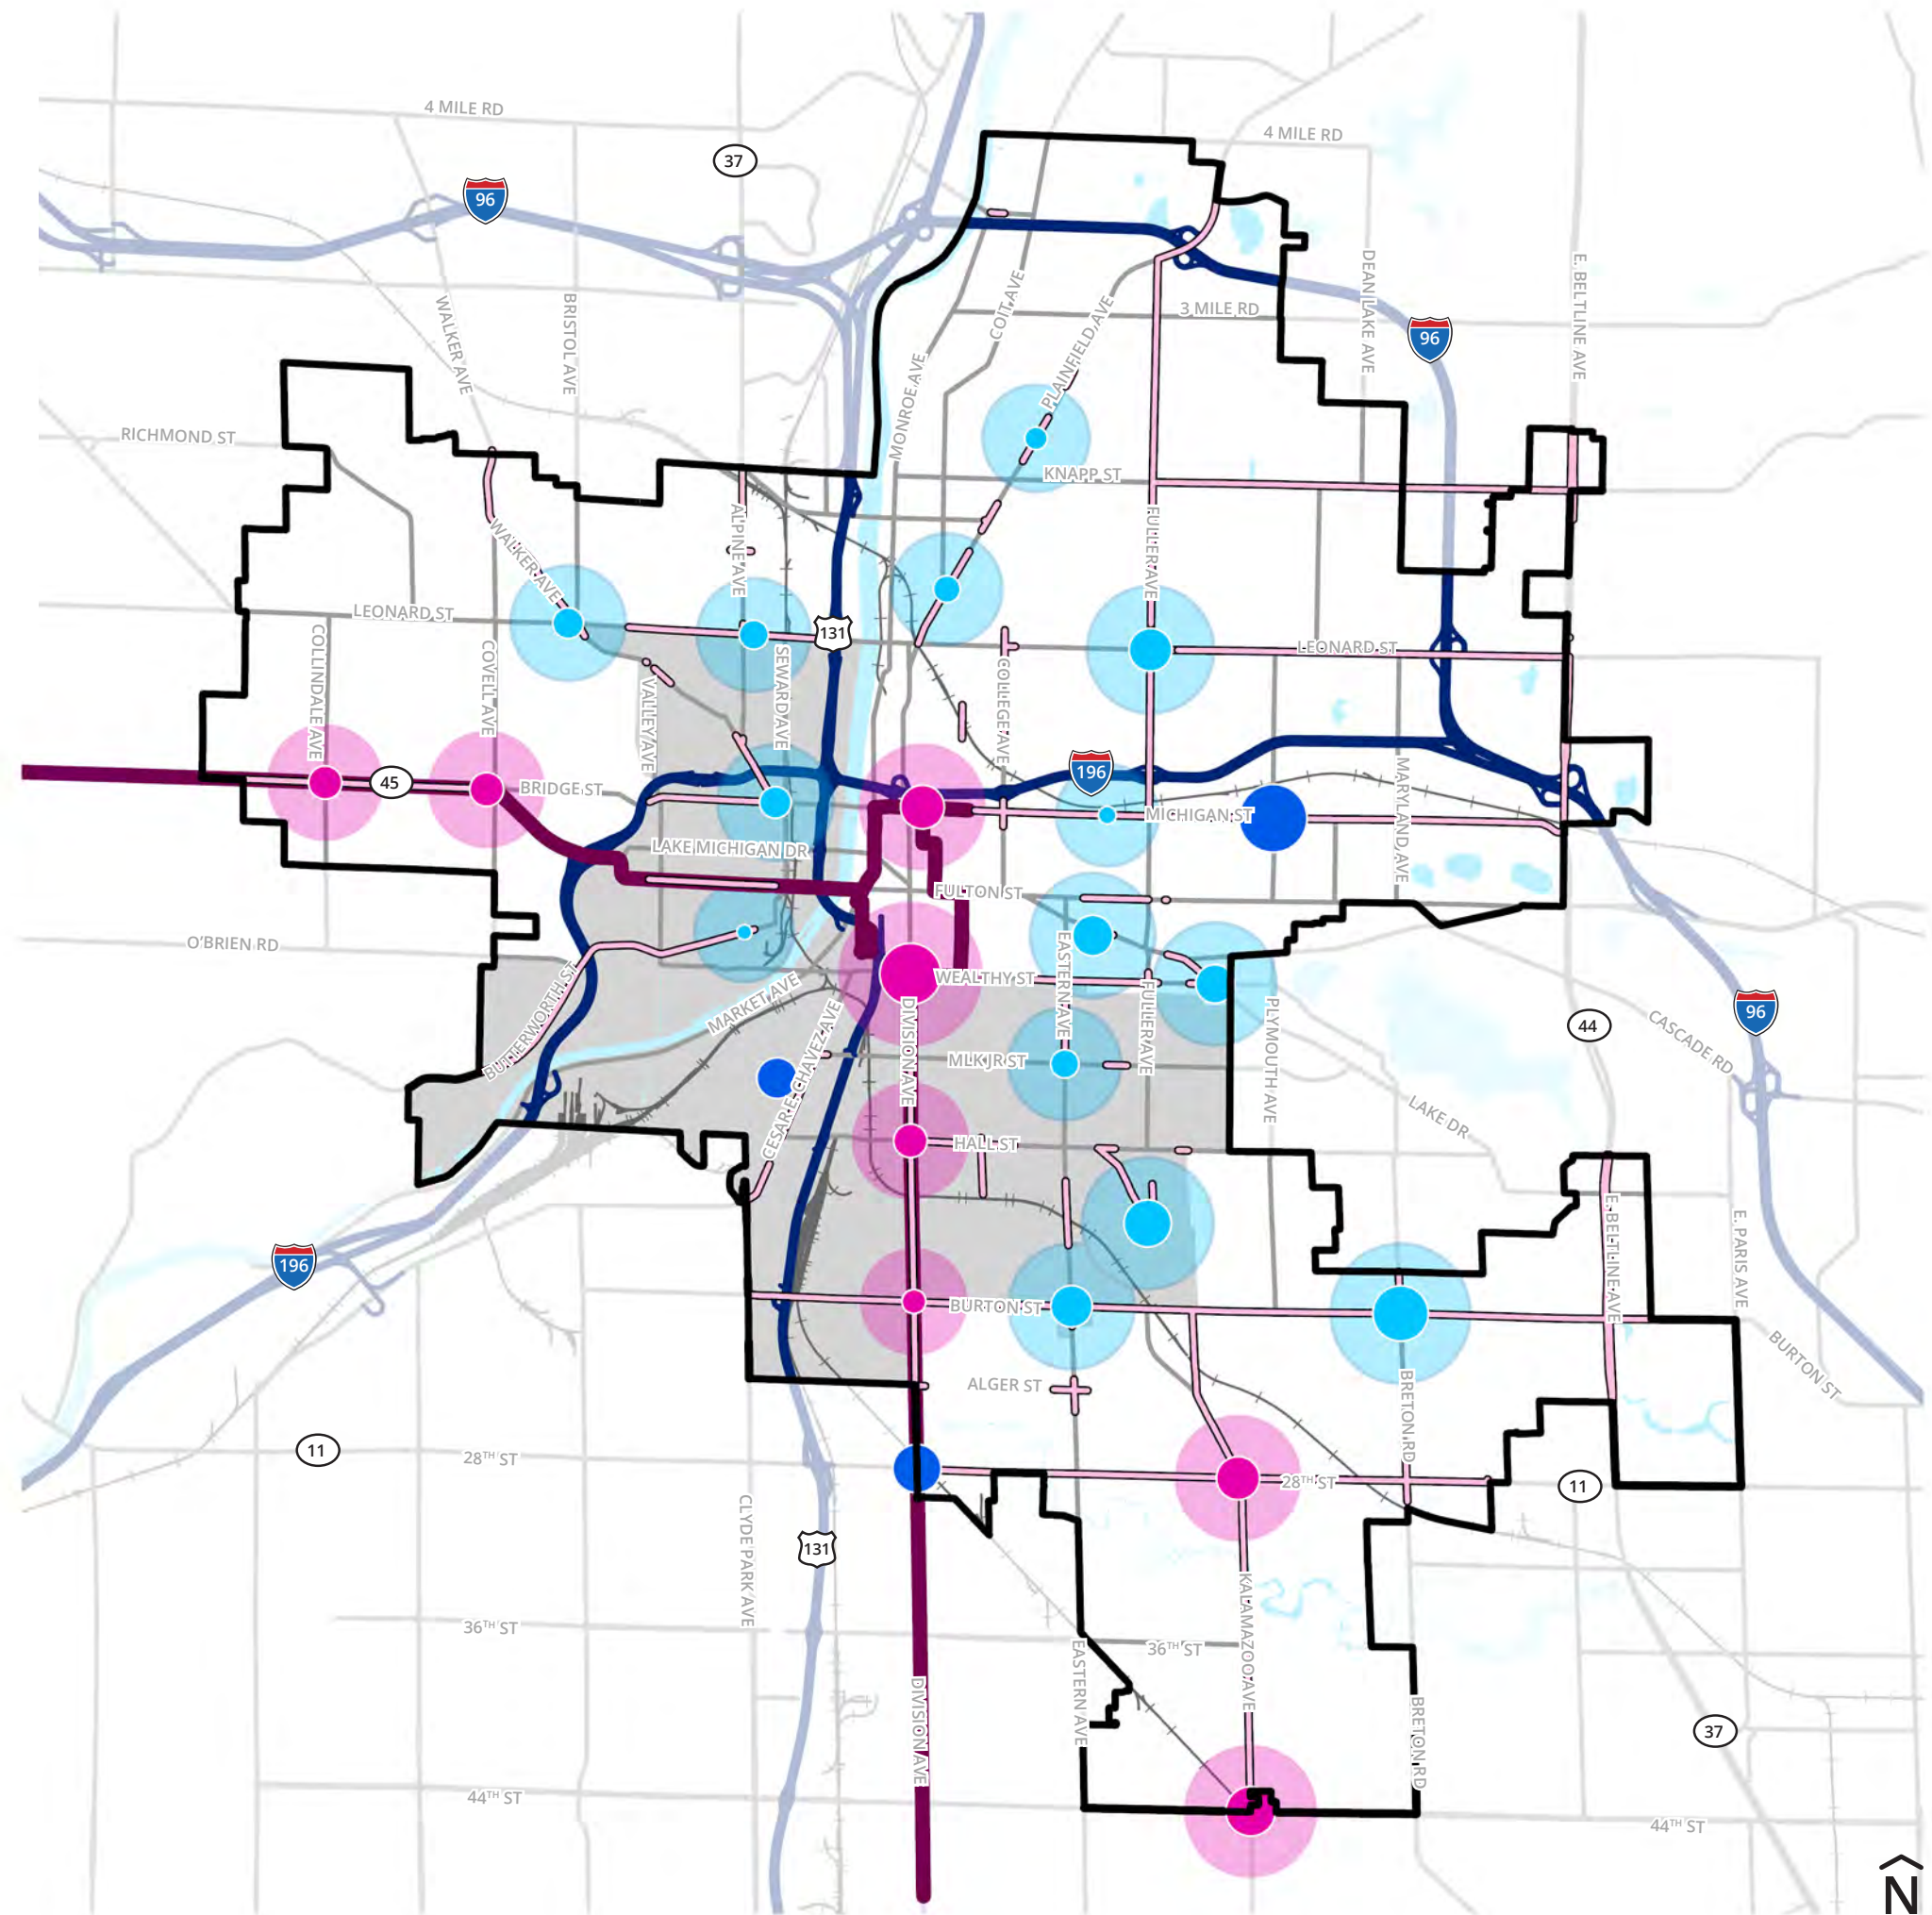 4 MILE RD
4 MILE RD
37
96
WALKER AVE
BRISTOL AVE
COIT AVE
PLAINFIELD AVE
3 MILE RD
DEAN LAKE AVE
E. BELTLINE AVE
96
MONROE AVE
RICHMOND ST
KNAPP ST
WALKER AVE
ALPINE AVE
FULLER AVE
LEONARD ST
131
LEONARD ST
COLLINDALE AVE
COVELL AVE
VALLEY AVE
SEWARD AVE
COLLEGE AVE
45
BRIDGE ST
196
MICHIGAN ST
MARYLAND AVE
LAKE MICHIGAN DR
FULTON ST
O'BRIEN RD
EASTERN AVE
WEALTHY ST
BUTTERWORTH ST
MARKET AVE
CESAR E. CHAVEZ AVE
DIVISION AVE
FULLER AVE
PLYMOUTH AVE
96
44
CASCADE RD
MLK JR ST
LAKE DR
HALL ST
196
E. BELTLINE AVE
E. PARIS AVE
BURTON ST
BURTON ST
ALGER ST
BRETON RD
11
28TH ST
28TH ST
11
CLYDE PARK AVE
131
36TH ST
36TH ST
KALAMAZOO AVE
EASTERN AVE
DIVISION AVE
BRETON RD
37
44TH ST
44TH ST
N